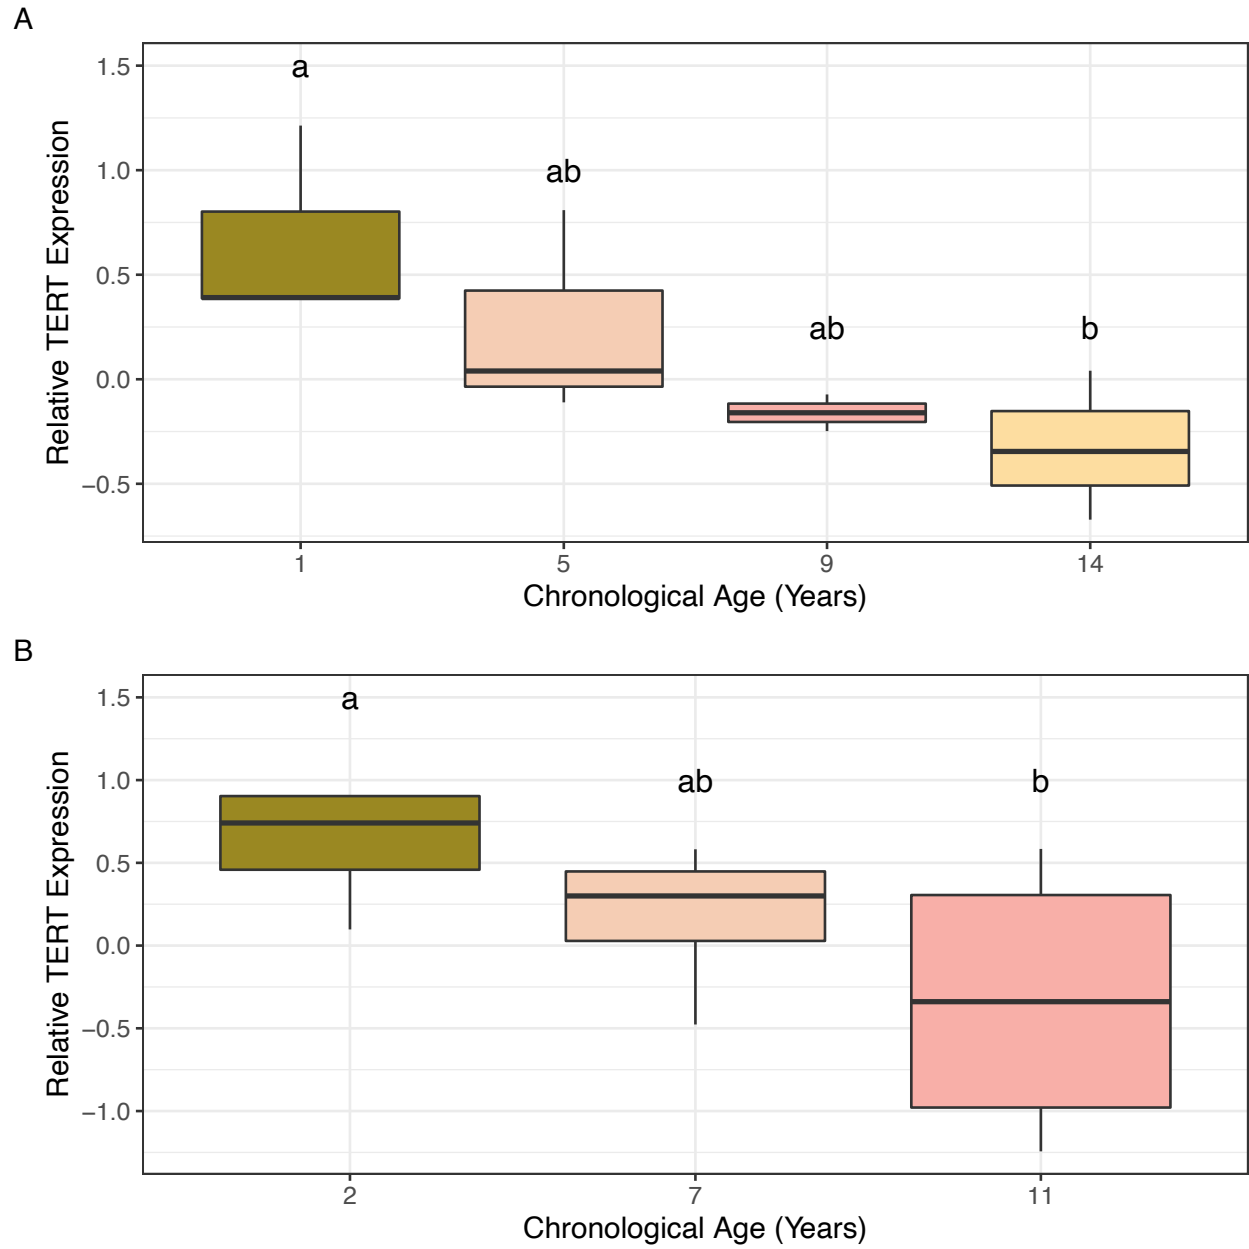 A
1.5
1.0
0.5
0.0
−0.5
Relative TERT Expression
a
ab
ab
b
1
5
9
14
Chronological Age (Years)
B
1.5
1.0
0.5
0.0
−0.5
−1.0
Relative TERT Expression
a
ab
b
2
7
11
Chronological Age (Years)